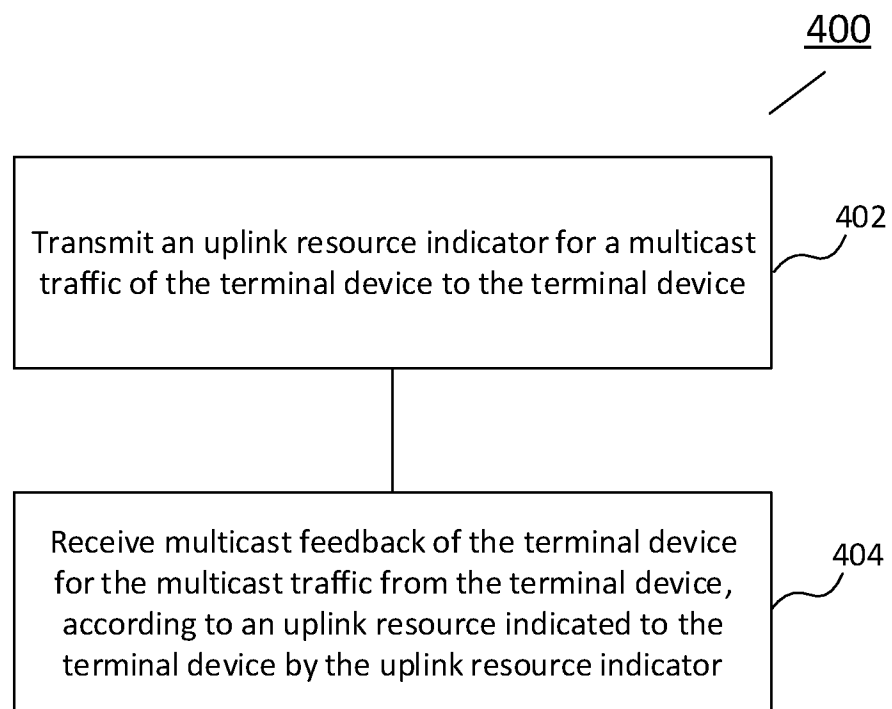 400
Transmit an uplink resource indicator for a multicast
traffic of the terminal device to the terminal device
402
Receive multicast feedback of the terminal device
for the multicast traffic from the terminal device,
according to an uplink resource indicated to the
terminal device by the uplink resource indicator
404